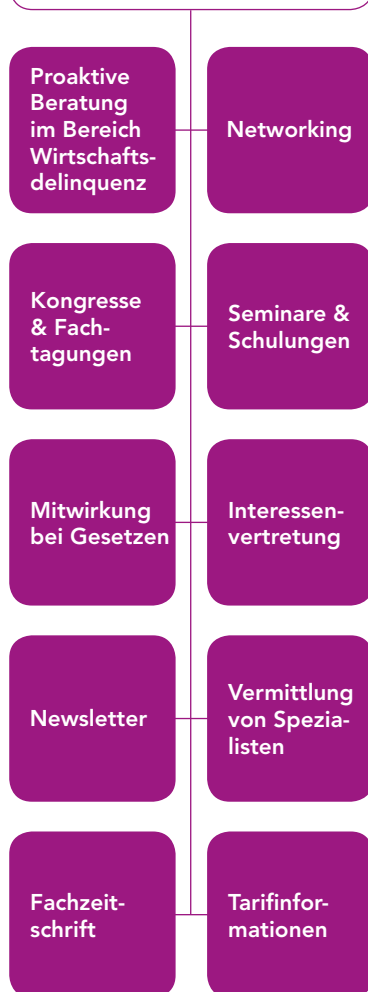 Proaktive
Beratung
im Bereich
Wirtschafts-
delinquenz
Networking
Kongresse
& Fach-
tagungen
Seminare &
Schulungen
Mitwirkung
bei Gesetzen
Interessen-
vertretung
Newsletter
Vermittlung
von Spezia-
listen
Fachzeit-
schrift
Tarifinfor-
mationen